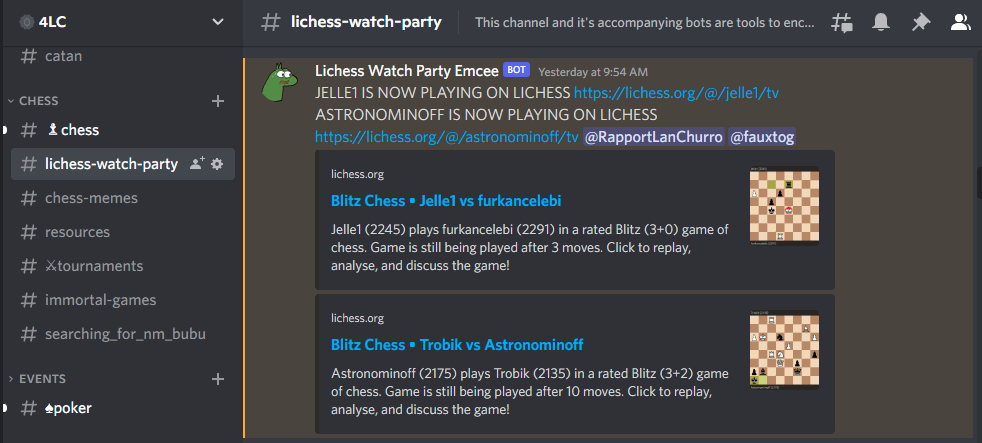 4LC
# catan
CHESS
# ♟chess
# lichess-watch-party
# chess-memes
# resources
# ⚔tournaments
# immortal-games
# searching_for_nm_bubu
EVENTS
# ♠poker
# lichess-watch-party
This channel and it's accompanying bots are tools to enc...
Lichess Watch Party Emcee BOT Yesterday at 9:54 AM
JELLE1 IS NOW PLAYING ON LICHESS https://lichess.org/@/jelle1/tv
ASTRONOMINOFF IS NOW PLAYING ON LICHESS
https://lichess.org/@/astronominoff/tv @RapportLanChurro @fauxtog
lichess.org
Blitz Chess • Jelle1 vs furkancelebi
Jelle1 (2245) plays furkancelebi (2291) in a rated Blitz (3+0) game of
chess. Game is still being played after 3 moves. Click to replay,
analyse, and discuss the game!
lichess.org
Blitz Chess • Trobik vs Astronominoff
Astronominoff (2175) plays Trobik (2135) in a rated Blitz (3+2) game
of chess. Game is still being played after 10 moves. Click to replay,
analyse, and discuss the game!